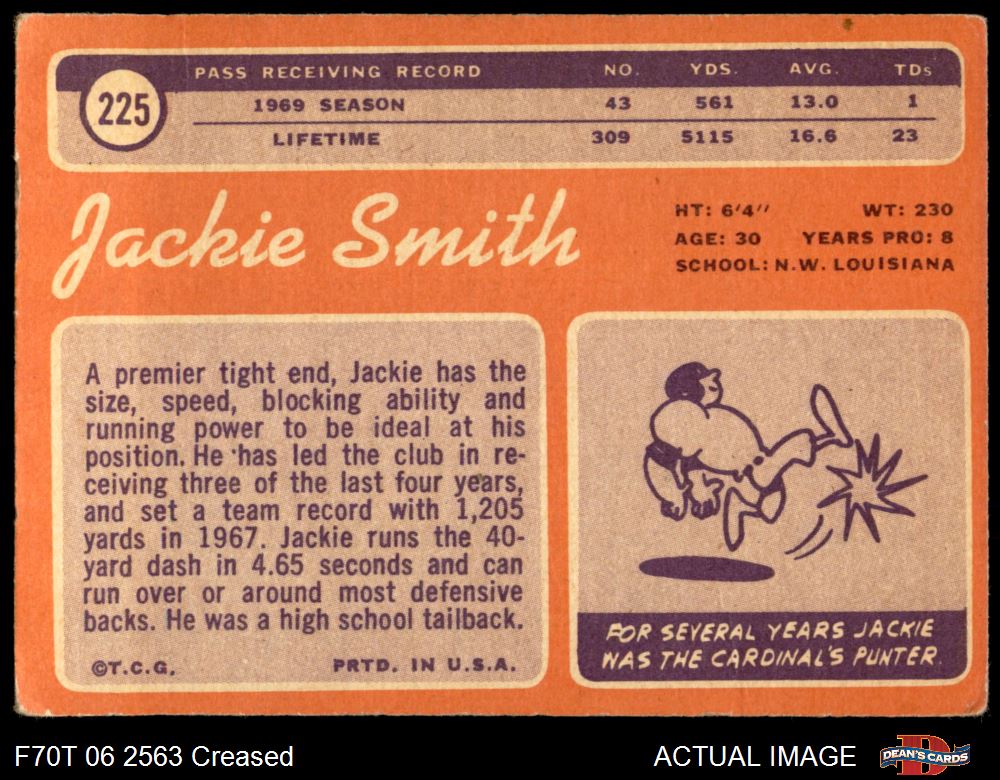 225
PASS RECEIVING RECORD NO. YDS. AVG. TDs
1969 SEASON 43 561 13.0 1
LIFETIME 309 5115 16.6 23
Jackie Smith
HT: 6'4" WT: 230
AGE: 30 YEARS PRO: 8
SCHOOL: N.W. LOUISIANA
A premier tight end, Jackie has the
size, speed, blocking ability and
running power to be ideal at his
position. He has led the club in re-
ceiving three of the last four years,
and set a team record with 1,205
yards in 1967. Jackie runs the 40-
yard dash in 4.65 seconds and can
run over or around most defensive
backs. He was a high school tailback.
©T.C.G. PRTD. IN U.S.A.
FOR SEVERAL YEARS JACKIE
WAS THE CARDINAL'S PUNTER.
F70T 06 2563 Creased
ACTUAL IMAGE
D
DEAN'S CARDS